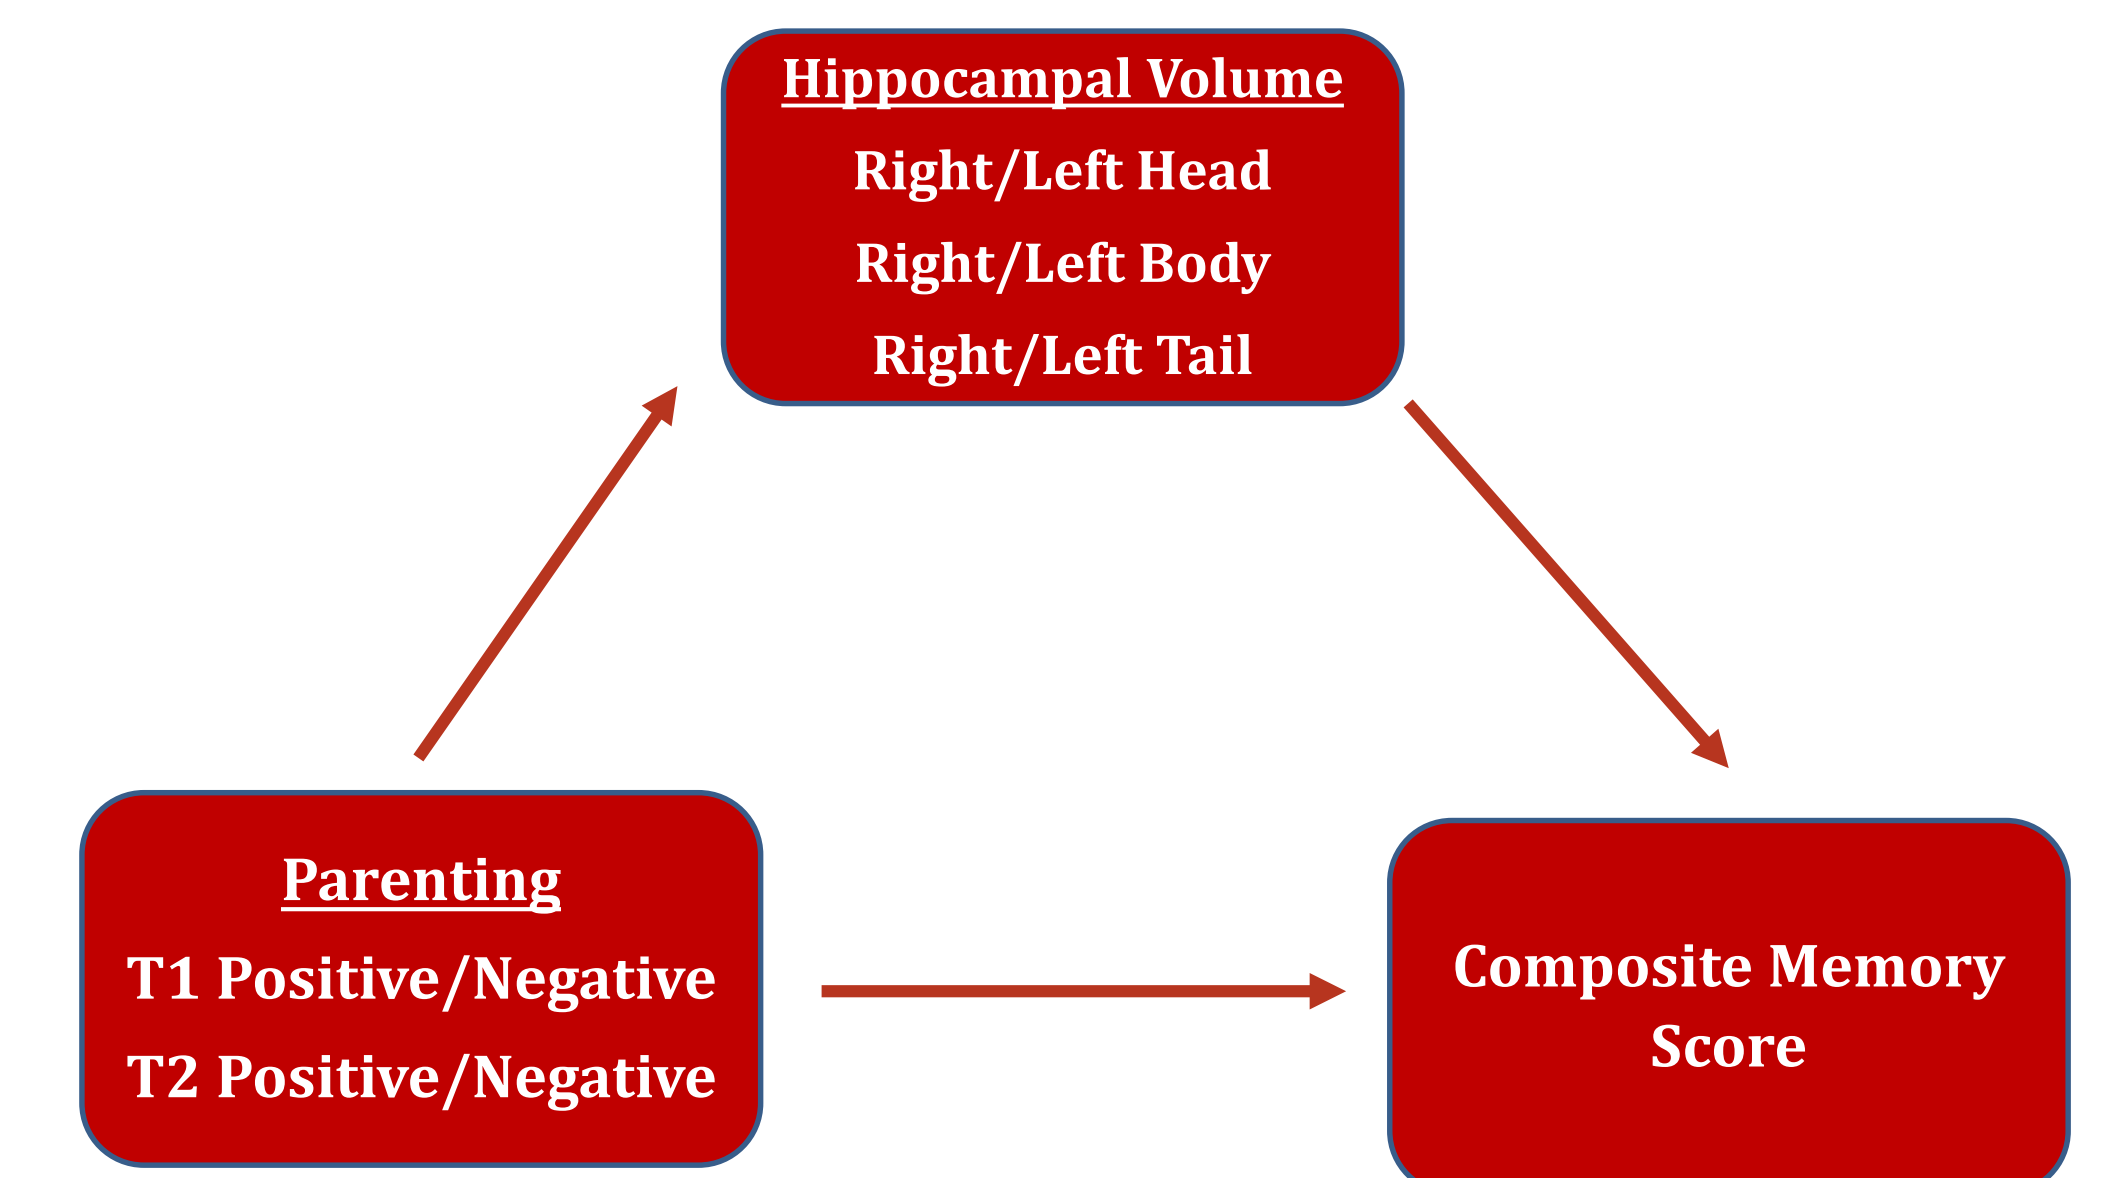 Hippocampal Volume
Right/Left Head
Right/Left Body
Right/Left Tail
Parenting
T1 Positive/Negative
T2 Positive/Negative
Composite Memory
Score